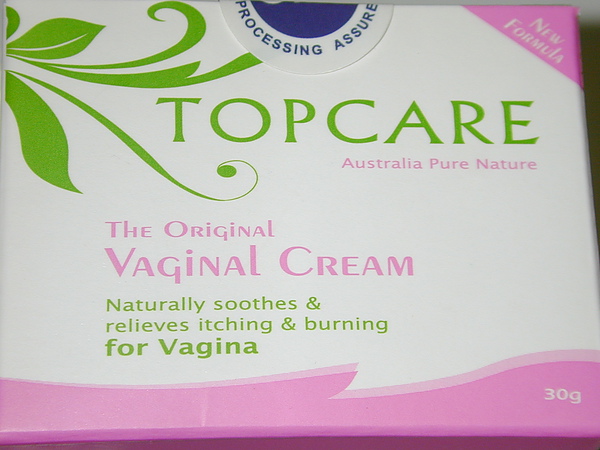 PROCESSING ASSURE
New
Formula
TOPCARE
Australia Pure Nature
The Original
Vaginal Cream
Naturally soothes &
relieves itching & burning
for Vagina
30g